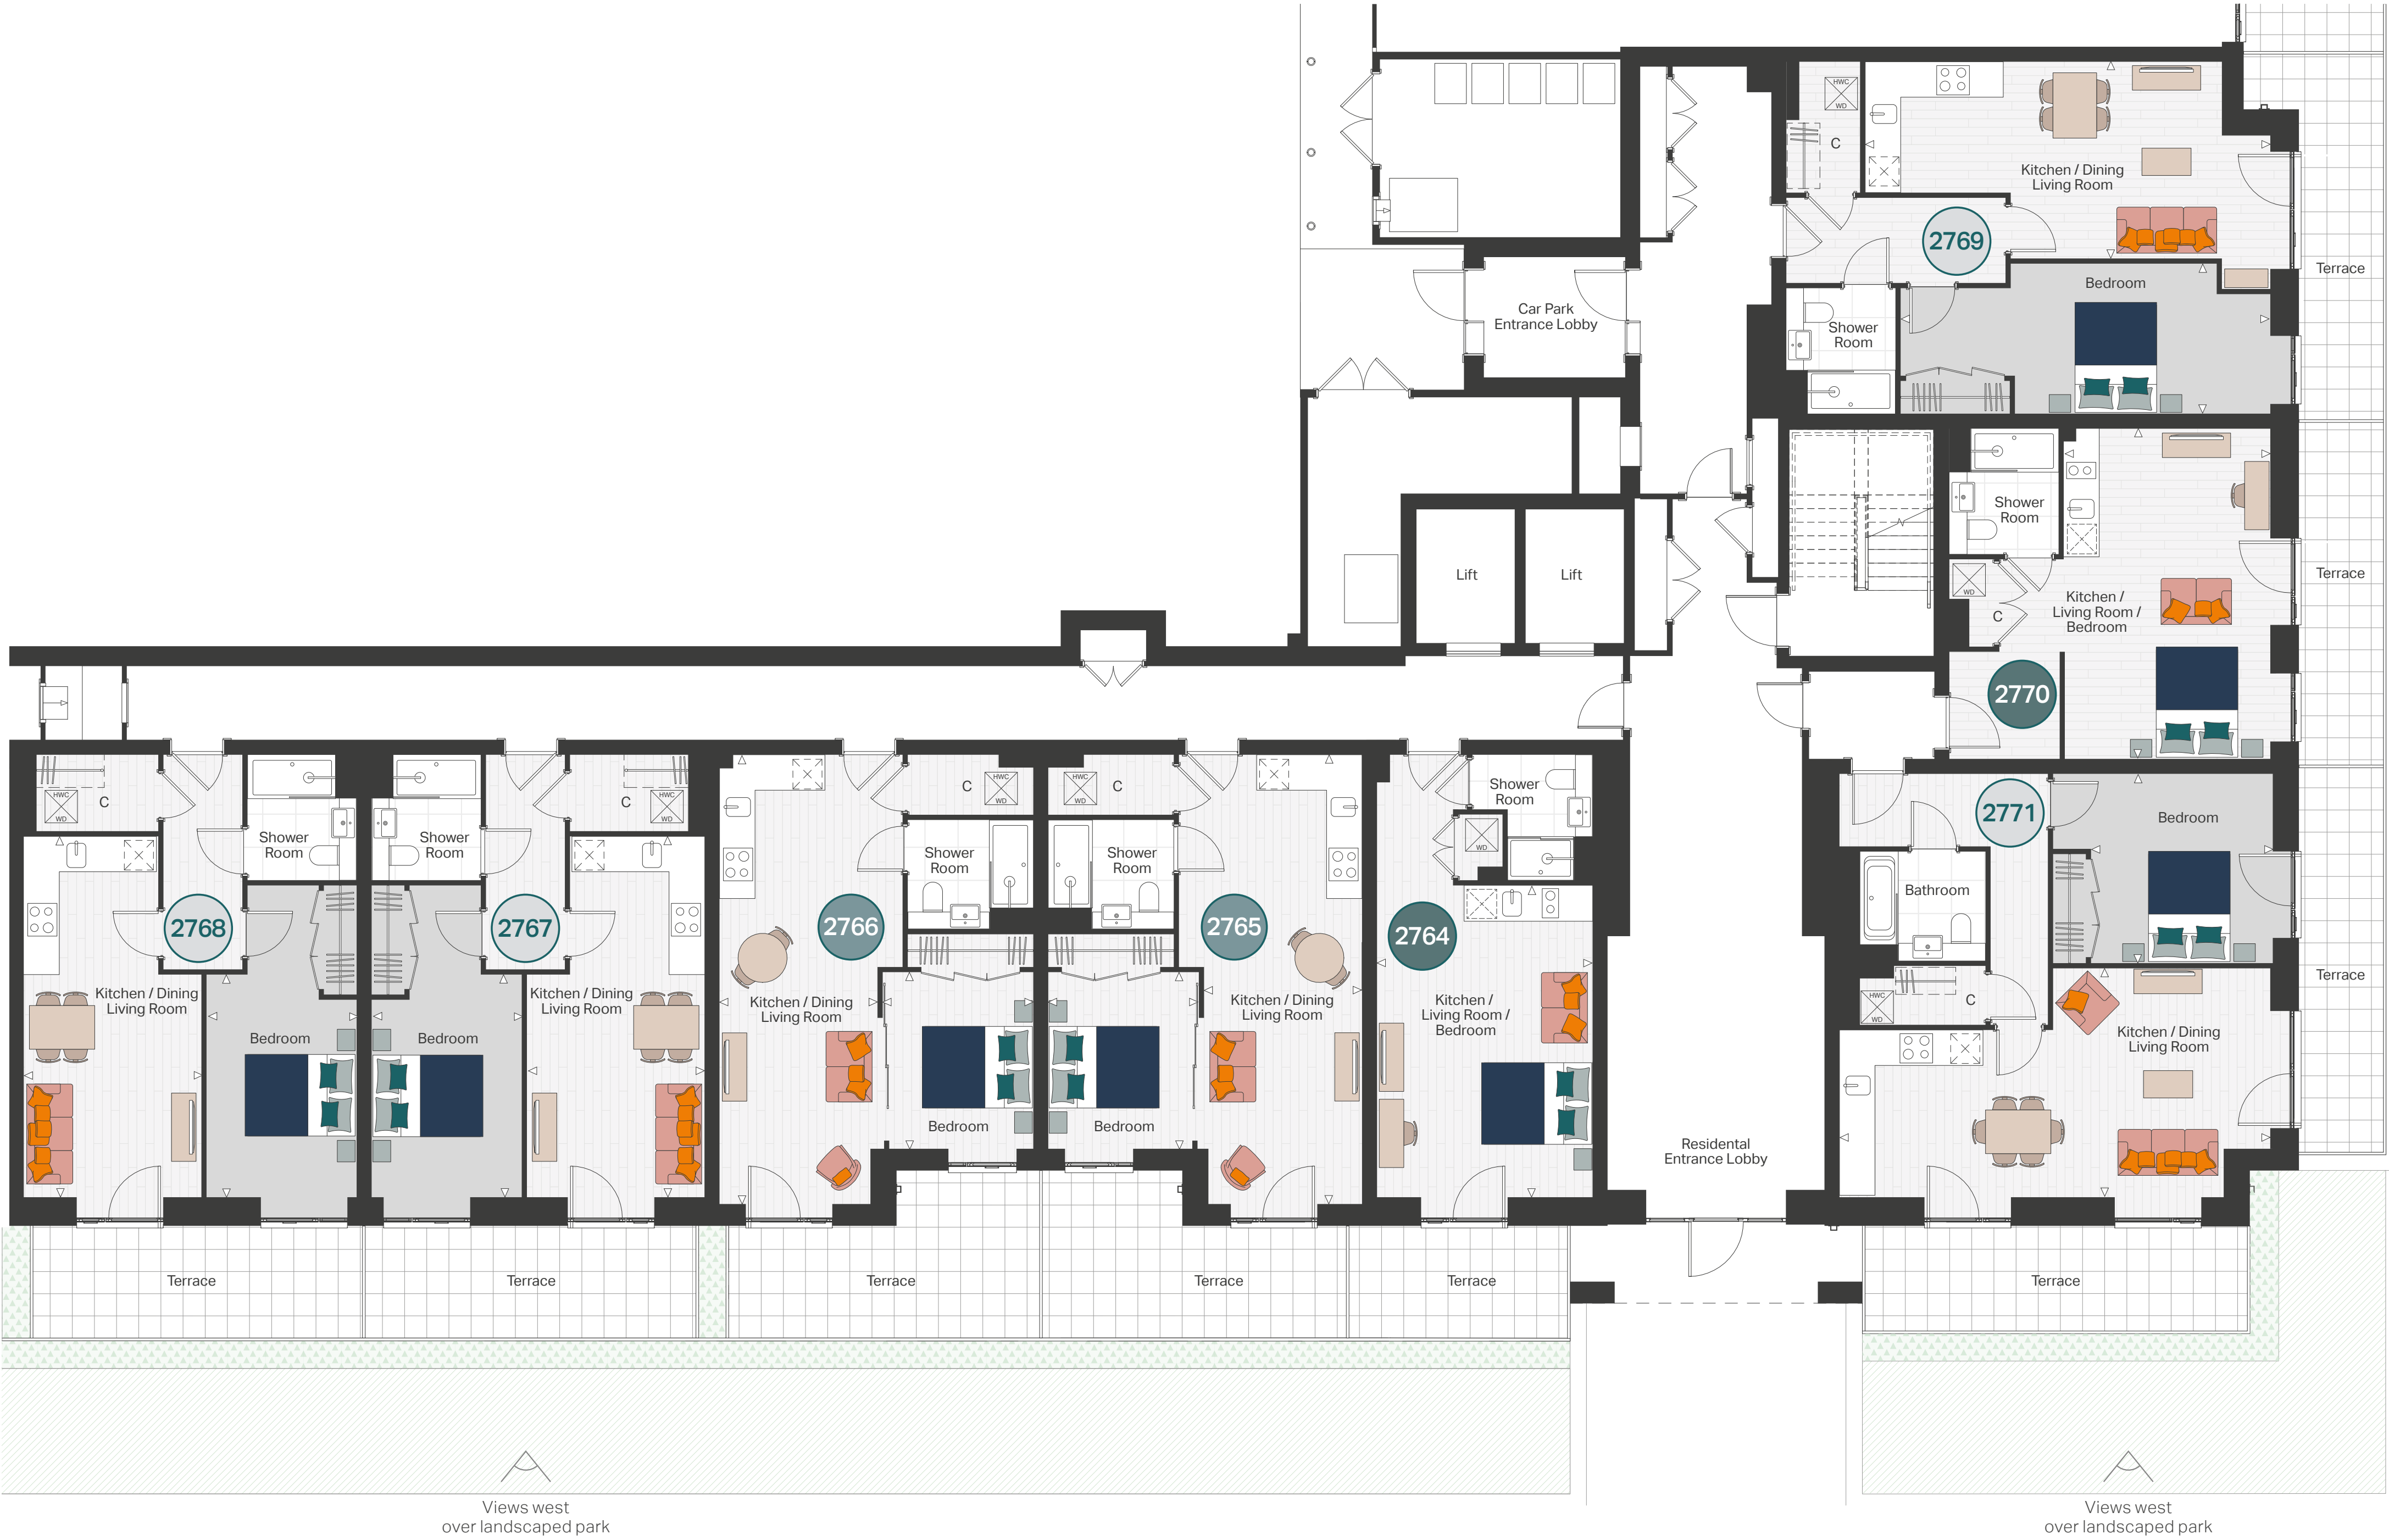 HWC
WD
C
Kitchen / Dining
Living Room
2769
Terrace
Bedroom
Shower
Room
Car Park
Entrance Lobby
Shower
Room
Lift
Lift
WD
C
Kitchen /
Living Room /
Bedroom
Terrace
2770
HWC
WD
C
Shower
Room
2768
Kitchen / Dining
Living Room
Bedroom
Shower
Room
C
HWC
WD
2767
Kitchen / Dining
Living Room
Bedroom
C
HWC
WD
Shower
Room
2766
Kitchen / Dining
Living Room
Bedroom
HWC
WD
C
Shower
Room
2765
Kitchen / Dining
Living Room
Bedroom
Shower
Room
WD
2764
Kitchen /
Living Room /
Bedroom
Residental
Entrance Lobby
2771
Bedroom
Bathroom
HWC
WD
C
Kitchen / Dining
Living Room
Terrace
Terrace
Terrace
Terrace
Terrace
Terrace
Terrace
Views west
over landscaped park
Views west
over landscaped park